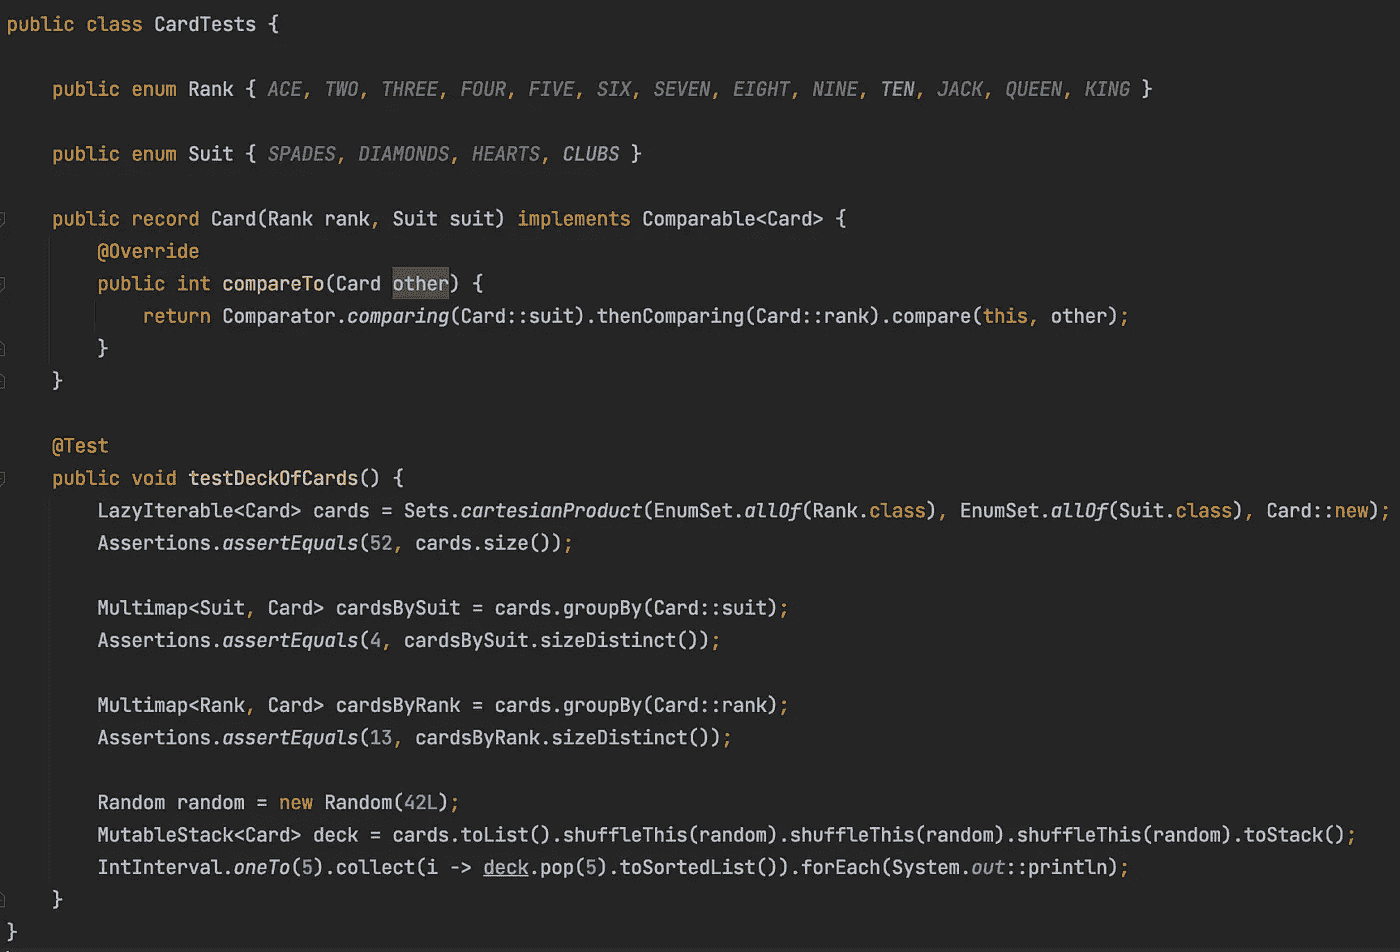 public class CardTests {
public enum Rank { ACE, TWO, THREE, FOUR, FIVE, SIX, SEVEN, EIGHT, NINE, TEN, JACK, QUEEN, KING }
public enum Suit { SPADES, DIAMONDS, HEARTS, CLUBS }
public record Card(Rank rank, Suit suit) implements Comparable<Card> {
@Override
public int compareTo(Card other) {
return Comparator.comparing(Card::suit).thenComparing(Card::rank).compare(this, other);
}
}
@Test
public void testDeckOfCards() {
LazyIterable<Card> cards = Sets.cartesianProduct(EnumSet.allOf(Rank.class), EnumSet.allOf(Suit.class), Card::new);
Assertions.assertEquals(52, cards.size());
Multimap<Suit, Card> cardsBySuit = cards.groupBy(Card::suit);
Assertions.assertEquals(4, cardsBySuit.sizeDistinct());
Multimap<Rank, Card> cardsByRank = cards.groupBy(Card::rank);
Assertions.assertEquals(13, cardsByRank.sizeDistinct());
Random random = new Random(42L);
MutableStack<Card> deck = cards.toList().shuffleThis(random).shuffleThis(random).shuffleThis(random).toStack();
IntInterval.oneTo(5).collect(i -> deck.pop(5).toSortedList()).forEach(System.out::println);
}
}